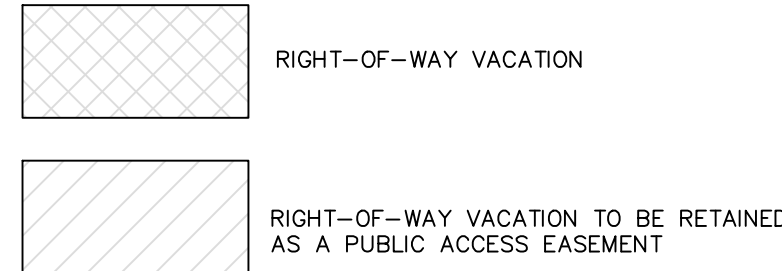 RIGHT-OF-WAY VACATION
RIGHT-OF-WAY VACATION TO BE RETAINED
AS A PUBLIC ACCESS EASEMENT